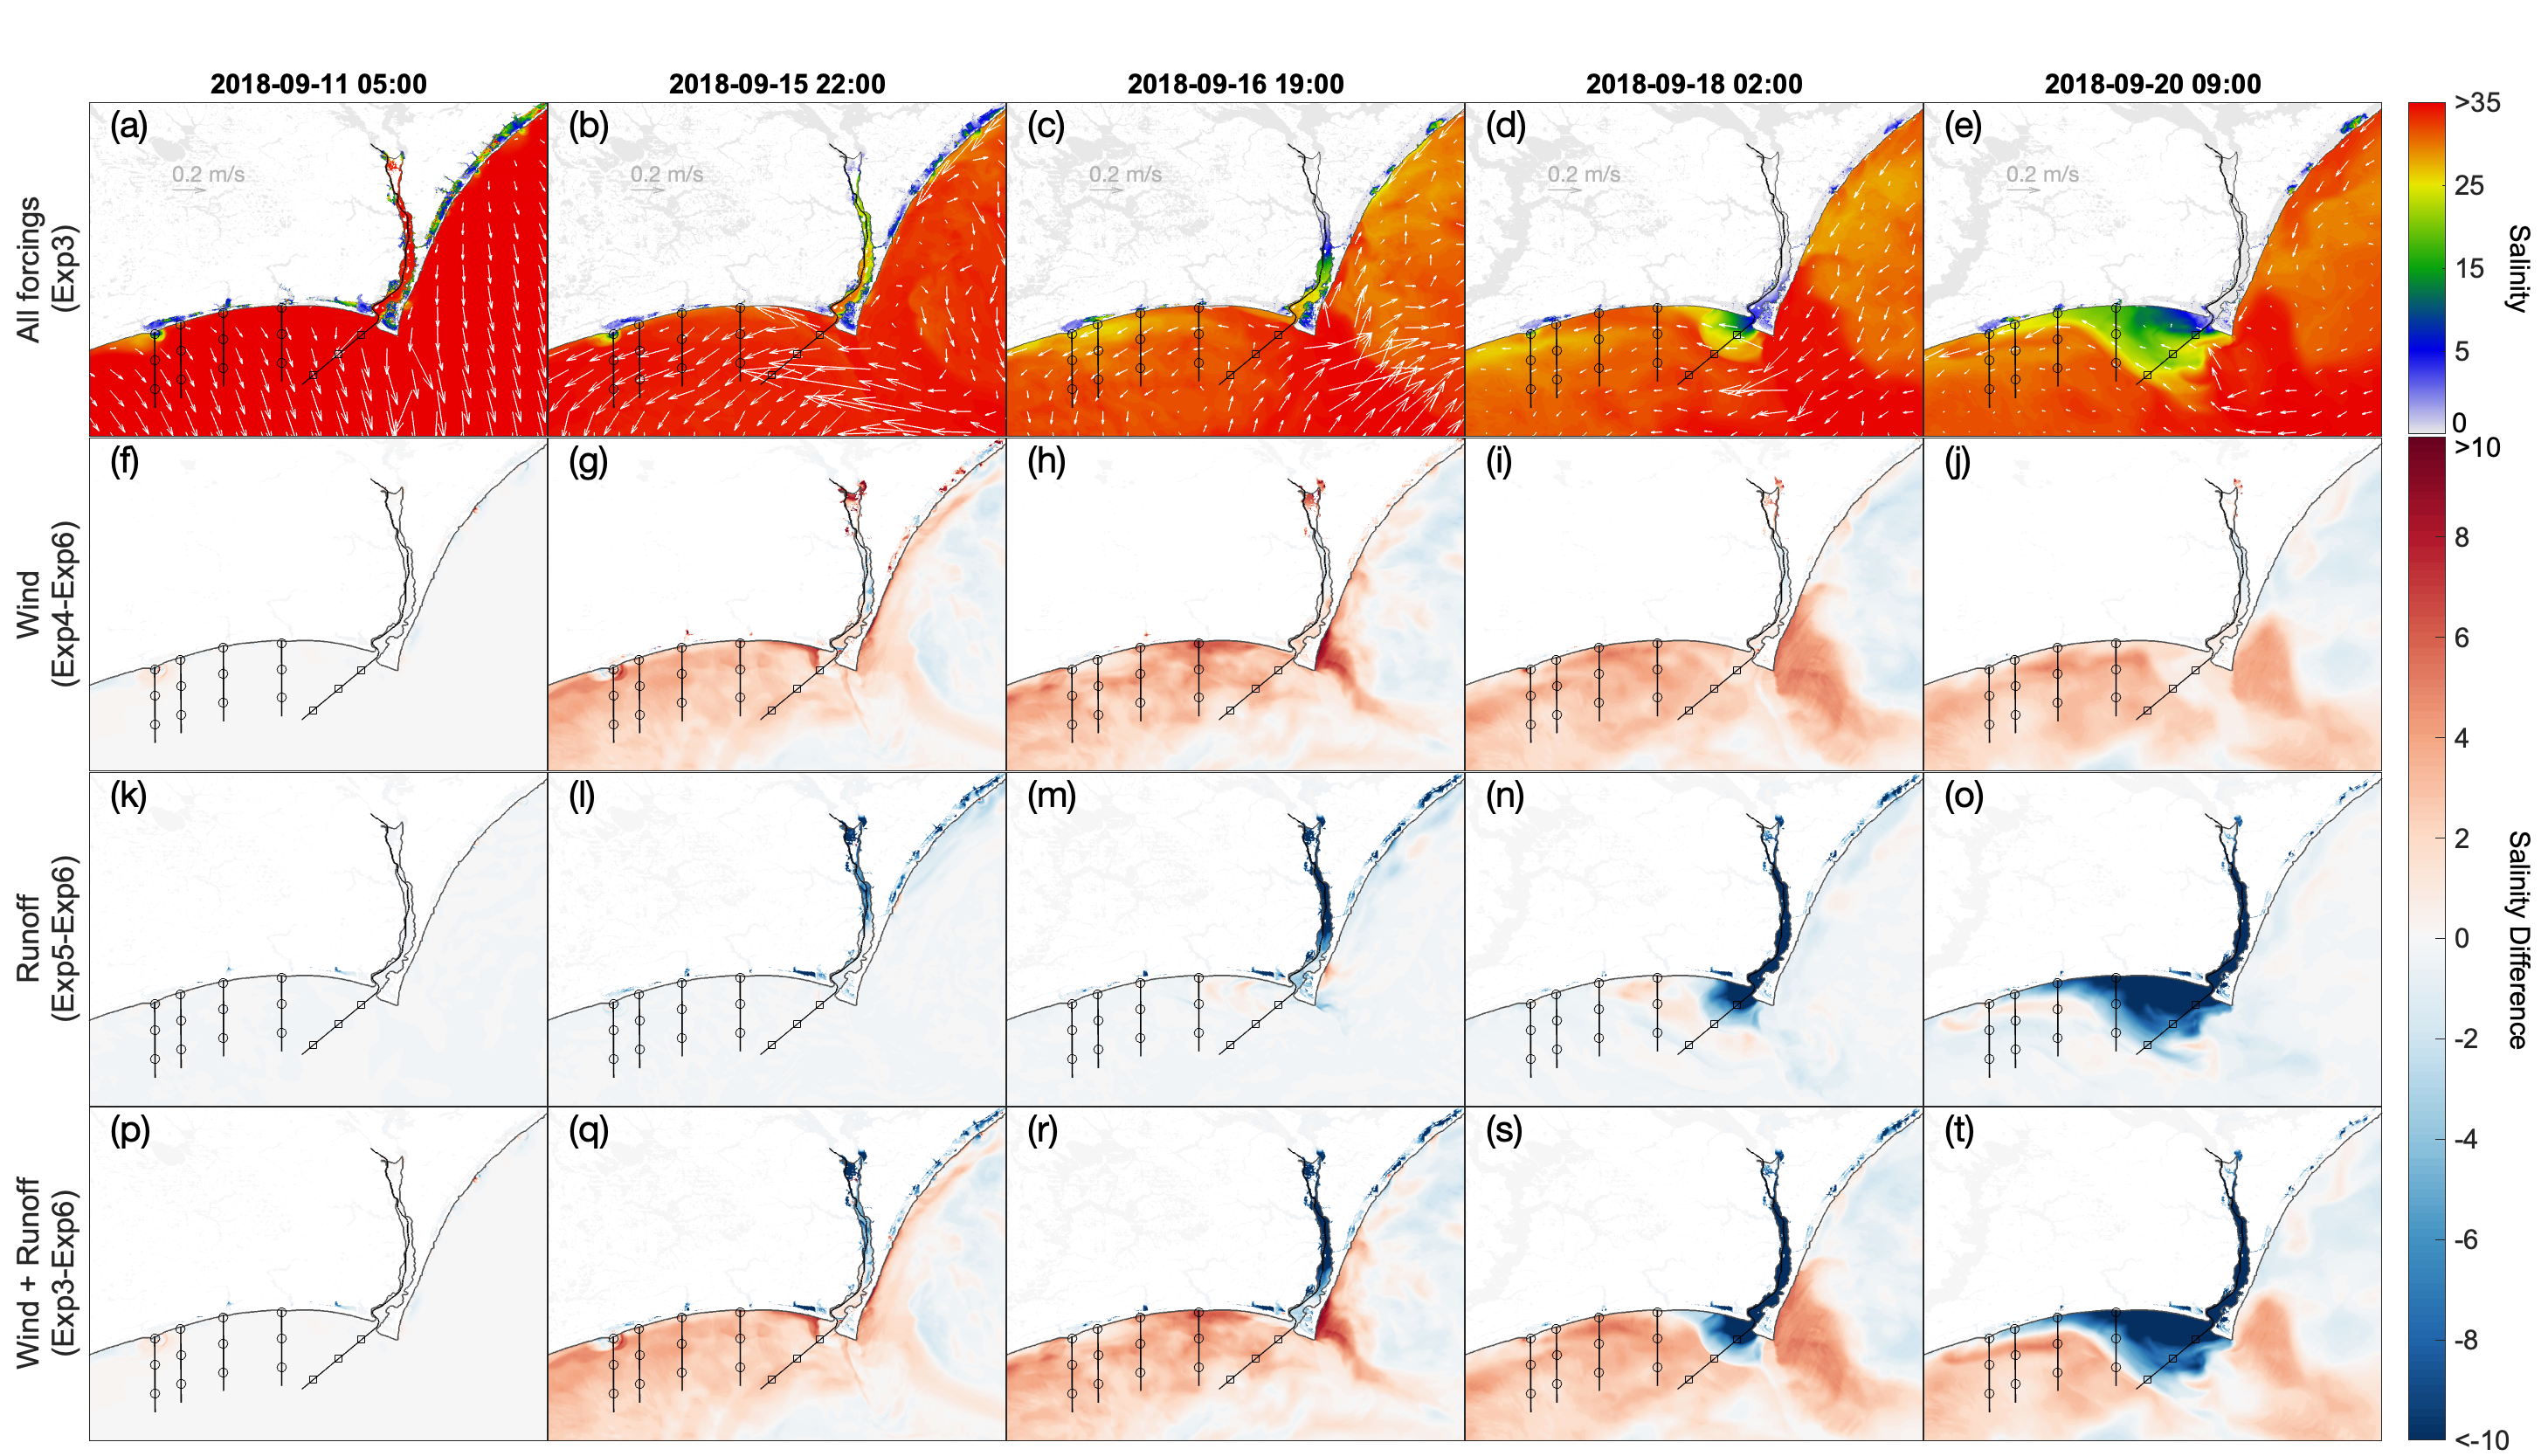 2018-09-11 05:00 2018-09-15 22:00 2018-09-16 19:00 2018-09-18 02:00 2018-09-20 09:00
All forcings
(Exp3)
(a) (b) (c) (d) (e)
0.2 m/s 0.2 m/s 0.2 m/s 0.2 m/s 0.2 m/s
>35
25
15
5
0
Salinity
Wind
(Exp4-Exp6)
(f) (g) (h) (i) (j)
Runoff
(Exp5-Exp6)
(k) (l) (m) (n) (o)
Wind + Runoff
(Exp3-Exp6)
(p) (q) (r) (s) (t)
>10
8
6
4
2
0
-2
-4
-6
-8
<-10
Salinity Difference